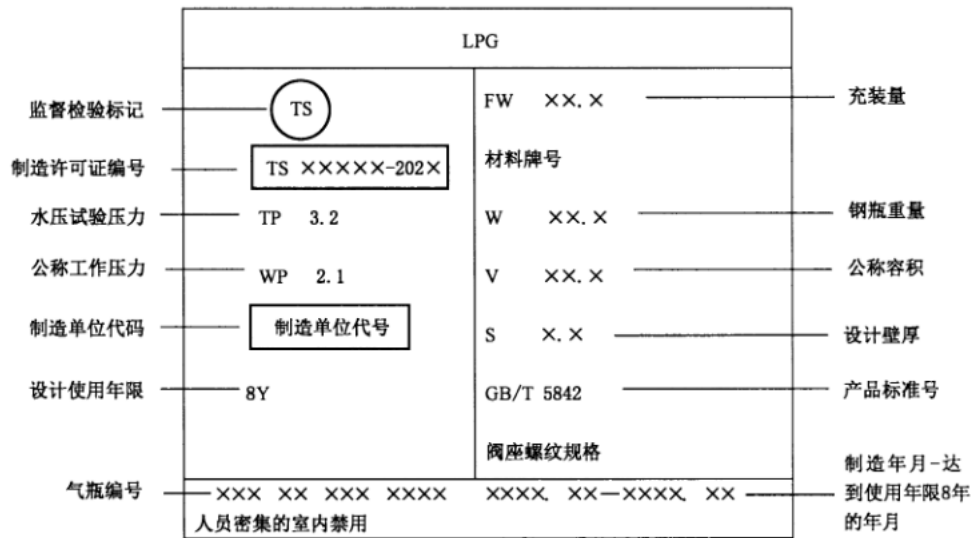 LPG
监督检验标记 TS FW ××.× 充装量
制造许可证编号 TS ×××××-202× 材料牌号
水压试验压力 TP 3.2 W ××.× 钢瓶重量
公称工作压力 WP 2.1 V ××.× 公称容积
制造单位代码 制造单位代号 S ×.× 设计壁厚
设计使用年限 8Y GB/T 5842 产品标准号
阀座螺纹规格
气瓶编号 ××× ×× ××× ×××× ××××. ××—××××. ×× 制造年月-达
到使用年限8年
的年月
人员密集的室内禁用